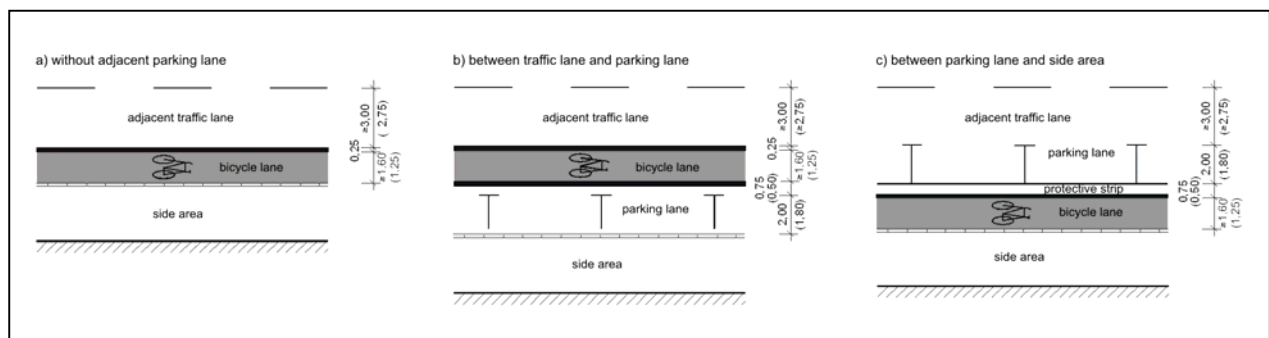 a) without adjacent parking lane
adjacent traffic lane
bicycle lane
side area
≥3,00
( 2,75)
0,25
≥1,60
(1,25)
b) between traffic lane and parking lane
adjacent traffic lane
bicycle lane
parking lane
side area
≥3,00
(≥2,75)
0,25
≥1,60
(1,25)
0,75
(0,50)
2,00
(1,80)
c) between parking lane and side area
adjacent traffic lane
parking lane
protective strip
bicycle lane
side area
≥3,00
(≥2,75)
2,00
(1,80)
0,75
(0,50)
≥1,60
(1,25)